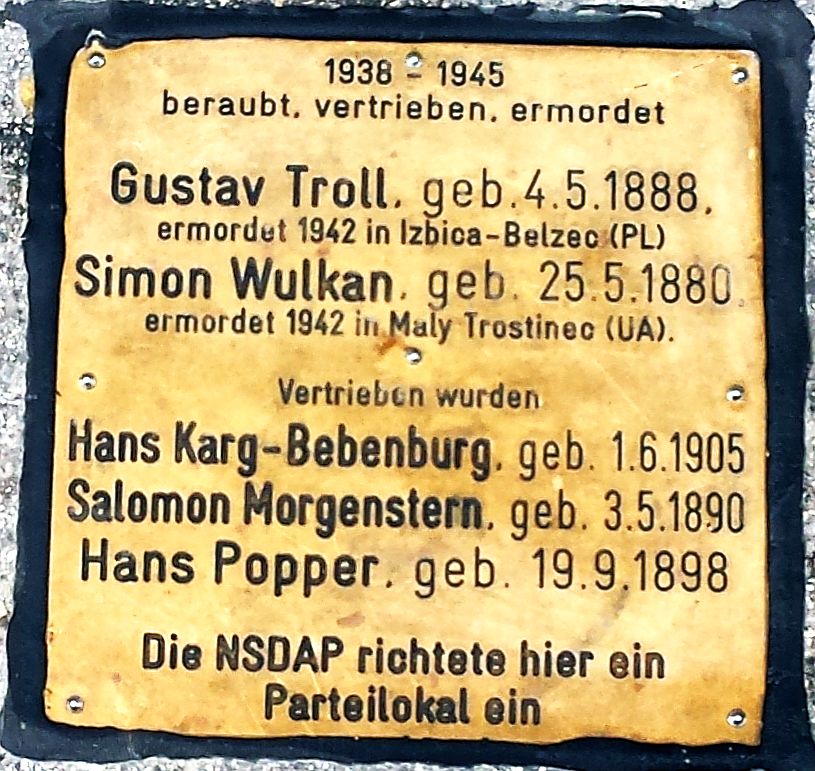 1938 - 1945
beraubt, vertrieben, ermordet
Gustav Troll, geb. 4.5.1888,
ermordet 1942 in Izbica-Belzec (PL)
Simon Wulkan, geb. 25.5.1880,
ermordet 1942 in Maly Trostinec (UA).
Vertrieben wurden
Hans Karg-Bebenburg, geb. 1.6.1905
Salomon Morgenstern, geb. 3.5.1890
Hans Popper, geb. 19.9.1898
Die NSDAP richtete hier ein
Parteilokal ein